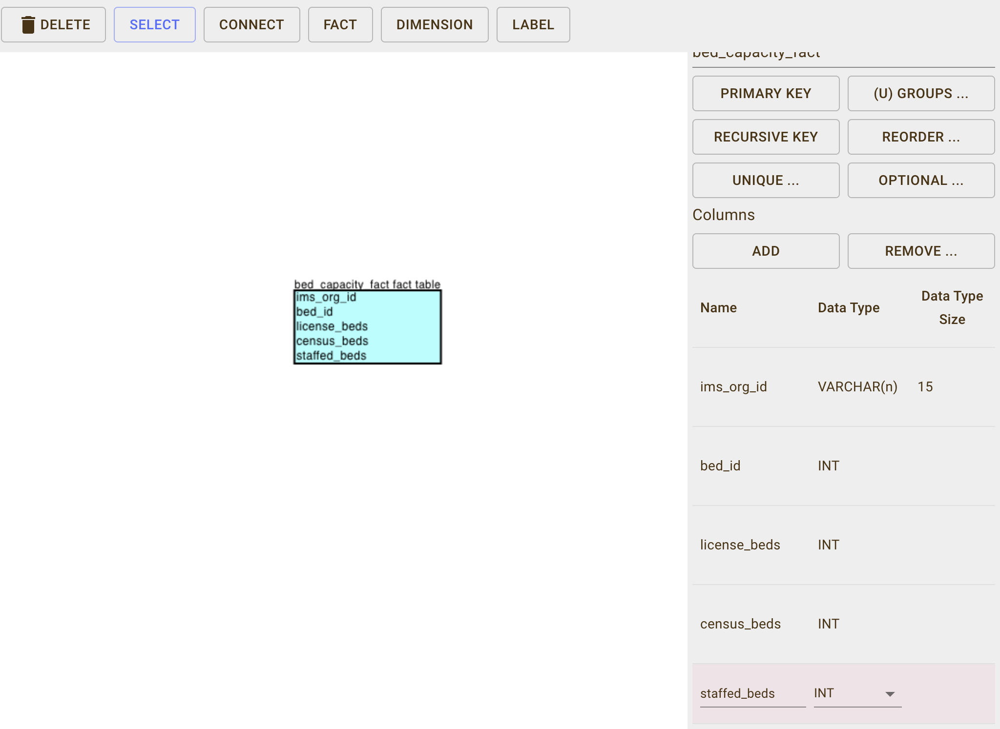 DELETE
SELECT
CONNECT
FACT
DIMENSION
LABEL
bed_capacity_fact
PRIMARY KEY
(U) GROUPS ...
RECURSIVE KEY
REORDER ...
UNIQUE ...
OPTIONAL ...
Columns
ADD
REMOVE ...
Name
Data Type
Data Type
Size
ims_org_id
VARCHAR(n)
15
bed_id
INT
license_beds
INT
census_beds
INT
staffed_beds
INT
bed_capacity_fact fact table
ims_org_id
bed_id
license_beds
census_beds
staffed_beds